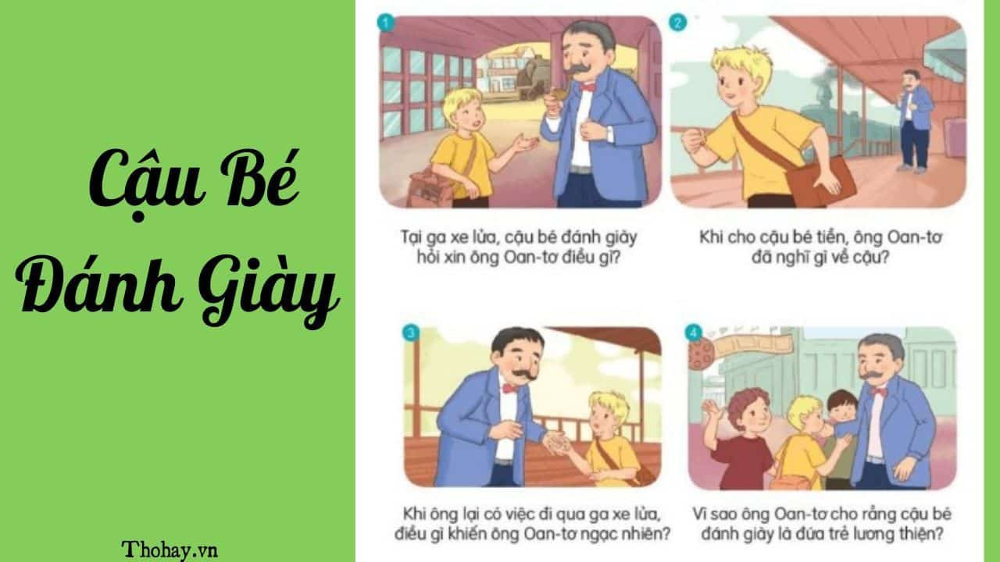 Cậu Bé
Đánh Giày
Thohay.vn
1
2
Tại ga xe lửa, cậu bé đánh giày
hỏi xin ông Oan-tơ điều gì?
Khi cho cậu bé tiền, ông Oan-tơ
đã nghĩ gì về cậu?
3
4
Khi ông lại có việc đi qua ga xe lửa,
điều gì khiến ông Oan-tơ ngạc nhiên?
Vì sao ông Oan-tơ cho rằng cậu bé
đánh giày là đứa trẻ lương thiện?